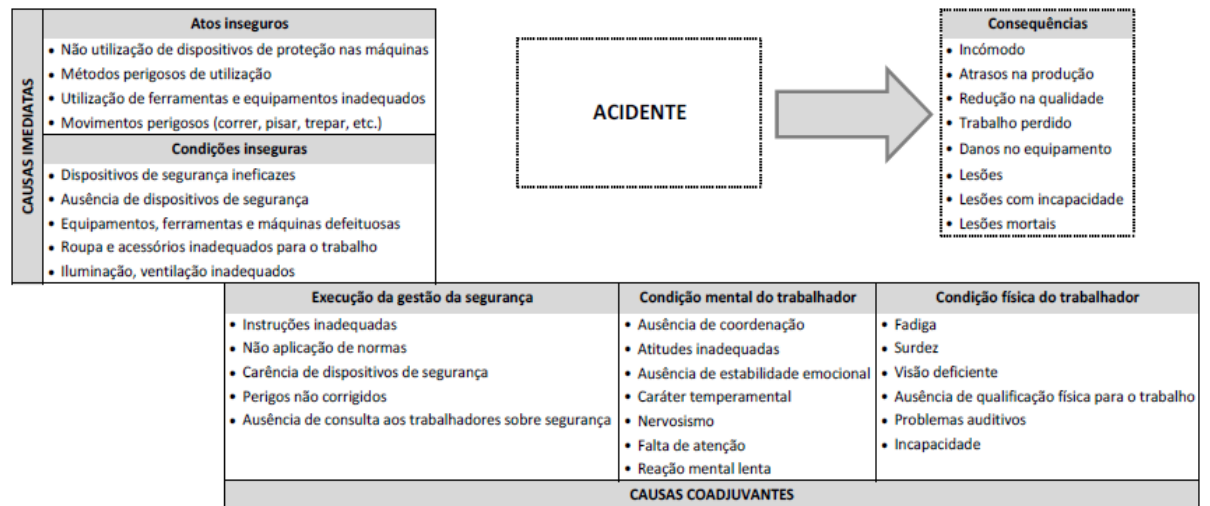 CAUSAS IMEDIATAS
Atos inseguros
• Não utilização de dispositivos de proteção nas máquinas
• Métodos perigosos de utilização
• Utilização de ferramentas e equipamentos inadequados
• Movimentos perigosos (correr, pisar, trepar, etc.)
Condições inseguras
• Dispositivos de segurança ineficazes
• Ausência de dispositivos de segurança
• Equipamentos, ferramentas e máquinas defeituosas
• Roupa e acessórios inadequados para o trabalho
• Iluminação, ventilação inadequados
ACIDENTE
Consequências
• Incómodo
• Atrasos na produção
• Redução na qualidade
• Trabalho perdido
• Danos no equipamento
• Lesões
• Lesões com incapacidade
• Lesões mortais
Execução da gestão da segurança
• Instruções inadequadas
• Não aplicação de normas
• Carência de dispositivos de segurança
• Perigos não corrigidos
• Ausência de consulta aos trabalhadores sobre segurança
Condição mental do trabalhador
• Ausência de coordenação
• Atitudes inadequadas
• Ausência de estabilidade emocional
• Caráter temperamental
• Nervosismo
• Falta de atenção
• Reação mental lenta
Condição física do trabalhador
• Fadiga
• Surdez
• Visão deficiente
• Ausência de qualificação física para o trabalho
• Problemas auditivos
• Incapacidade
CAUSAS COADJUVANTES